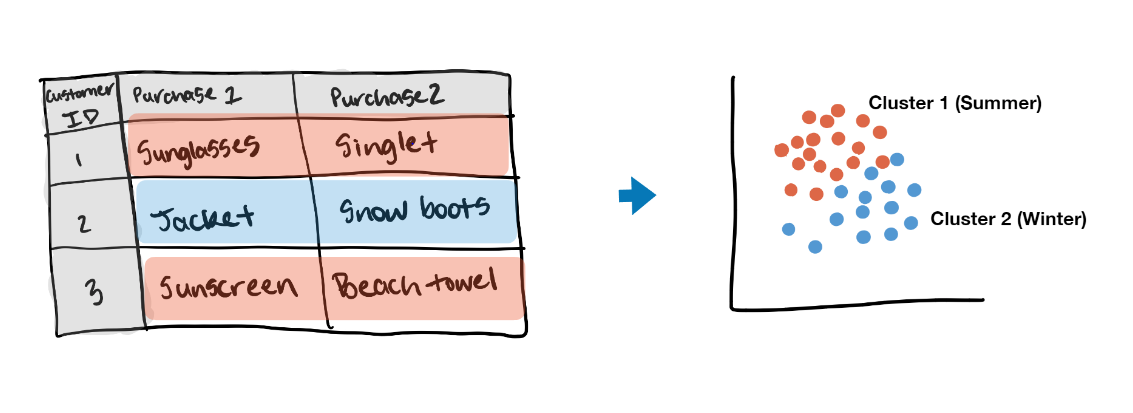 Customer ID
Purchase 1
Purchase 2
1
Sunglasses
Singlet
2
Jacket
Snow boots
3
Sunscreen
Beach towel
Cluster 1 (Summer)
Cluster 2 (Winter)